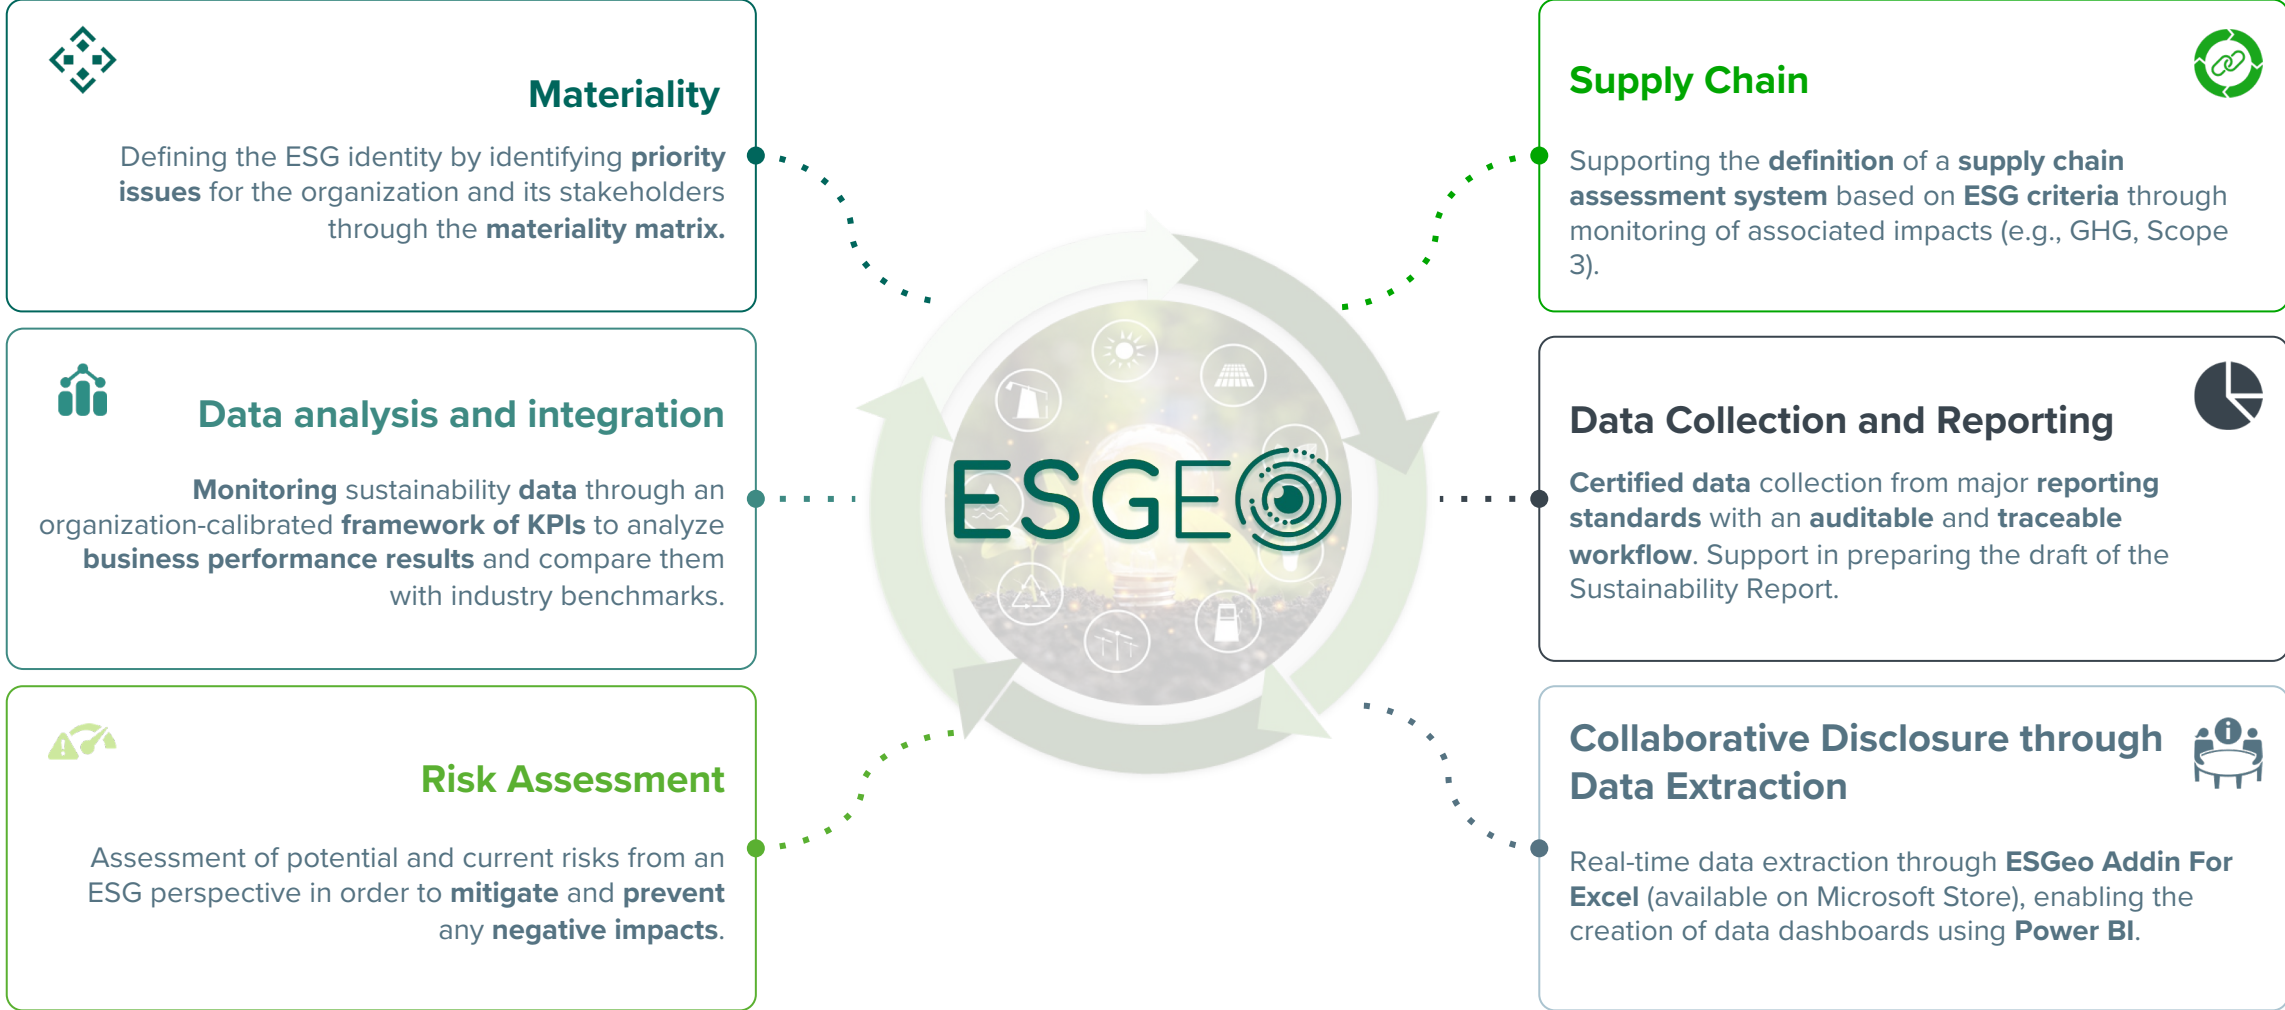 Materiality
Defining the ESG identity by identifying priority
issues for the organization and its stakeholders
through the materiality matrix.
Data analysis and integration
Monitoring sustainability data through an
organization-calibrated framework of KPIs to analyze
business performance results and compare them
with industry benchmarks.
Risk Assessment
Assessment of potential and current risks from an
ESG perspective in order to mitigate and prevent
any negative impacts.
ESGEO
Supply Chain
Supporting the definition of a supply chain
assessment system based on ESG criteria through
monitoring of associated impacts (e.g., GHG, Scope
3).
Data Collection and Reporting
Certified data collection from major reporting
standards with an auditable and traceable
workflow. Support in preparing the draft of the
Sustainability Report.
Collaborative Disclosure through
Data Extraction
Real-time data extraction through ESGeo Addin For
Excel (available on Microsoft Store), enabling the
creation of data dashboards using Power BI.